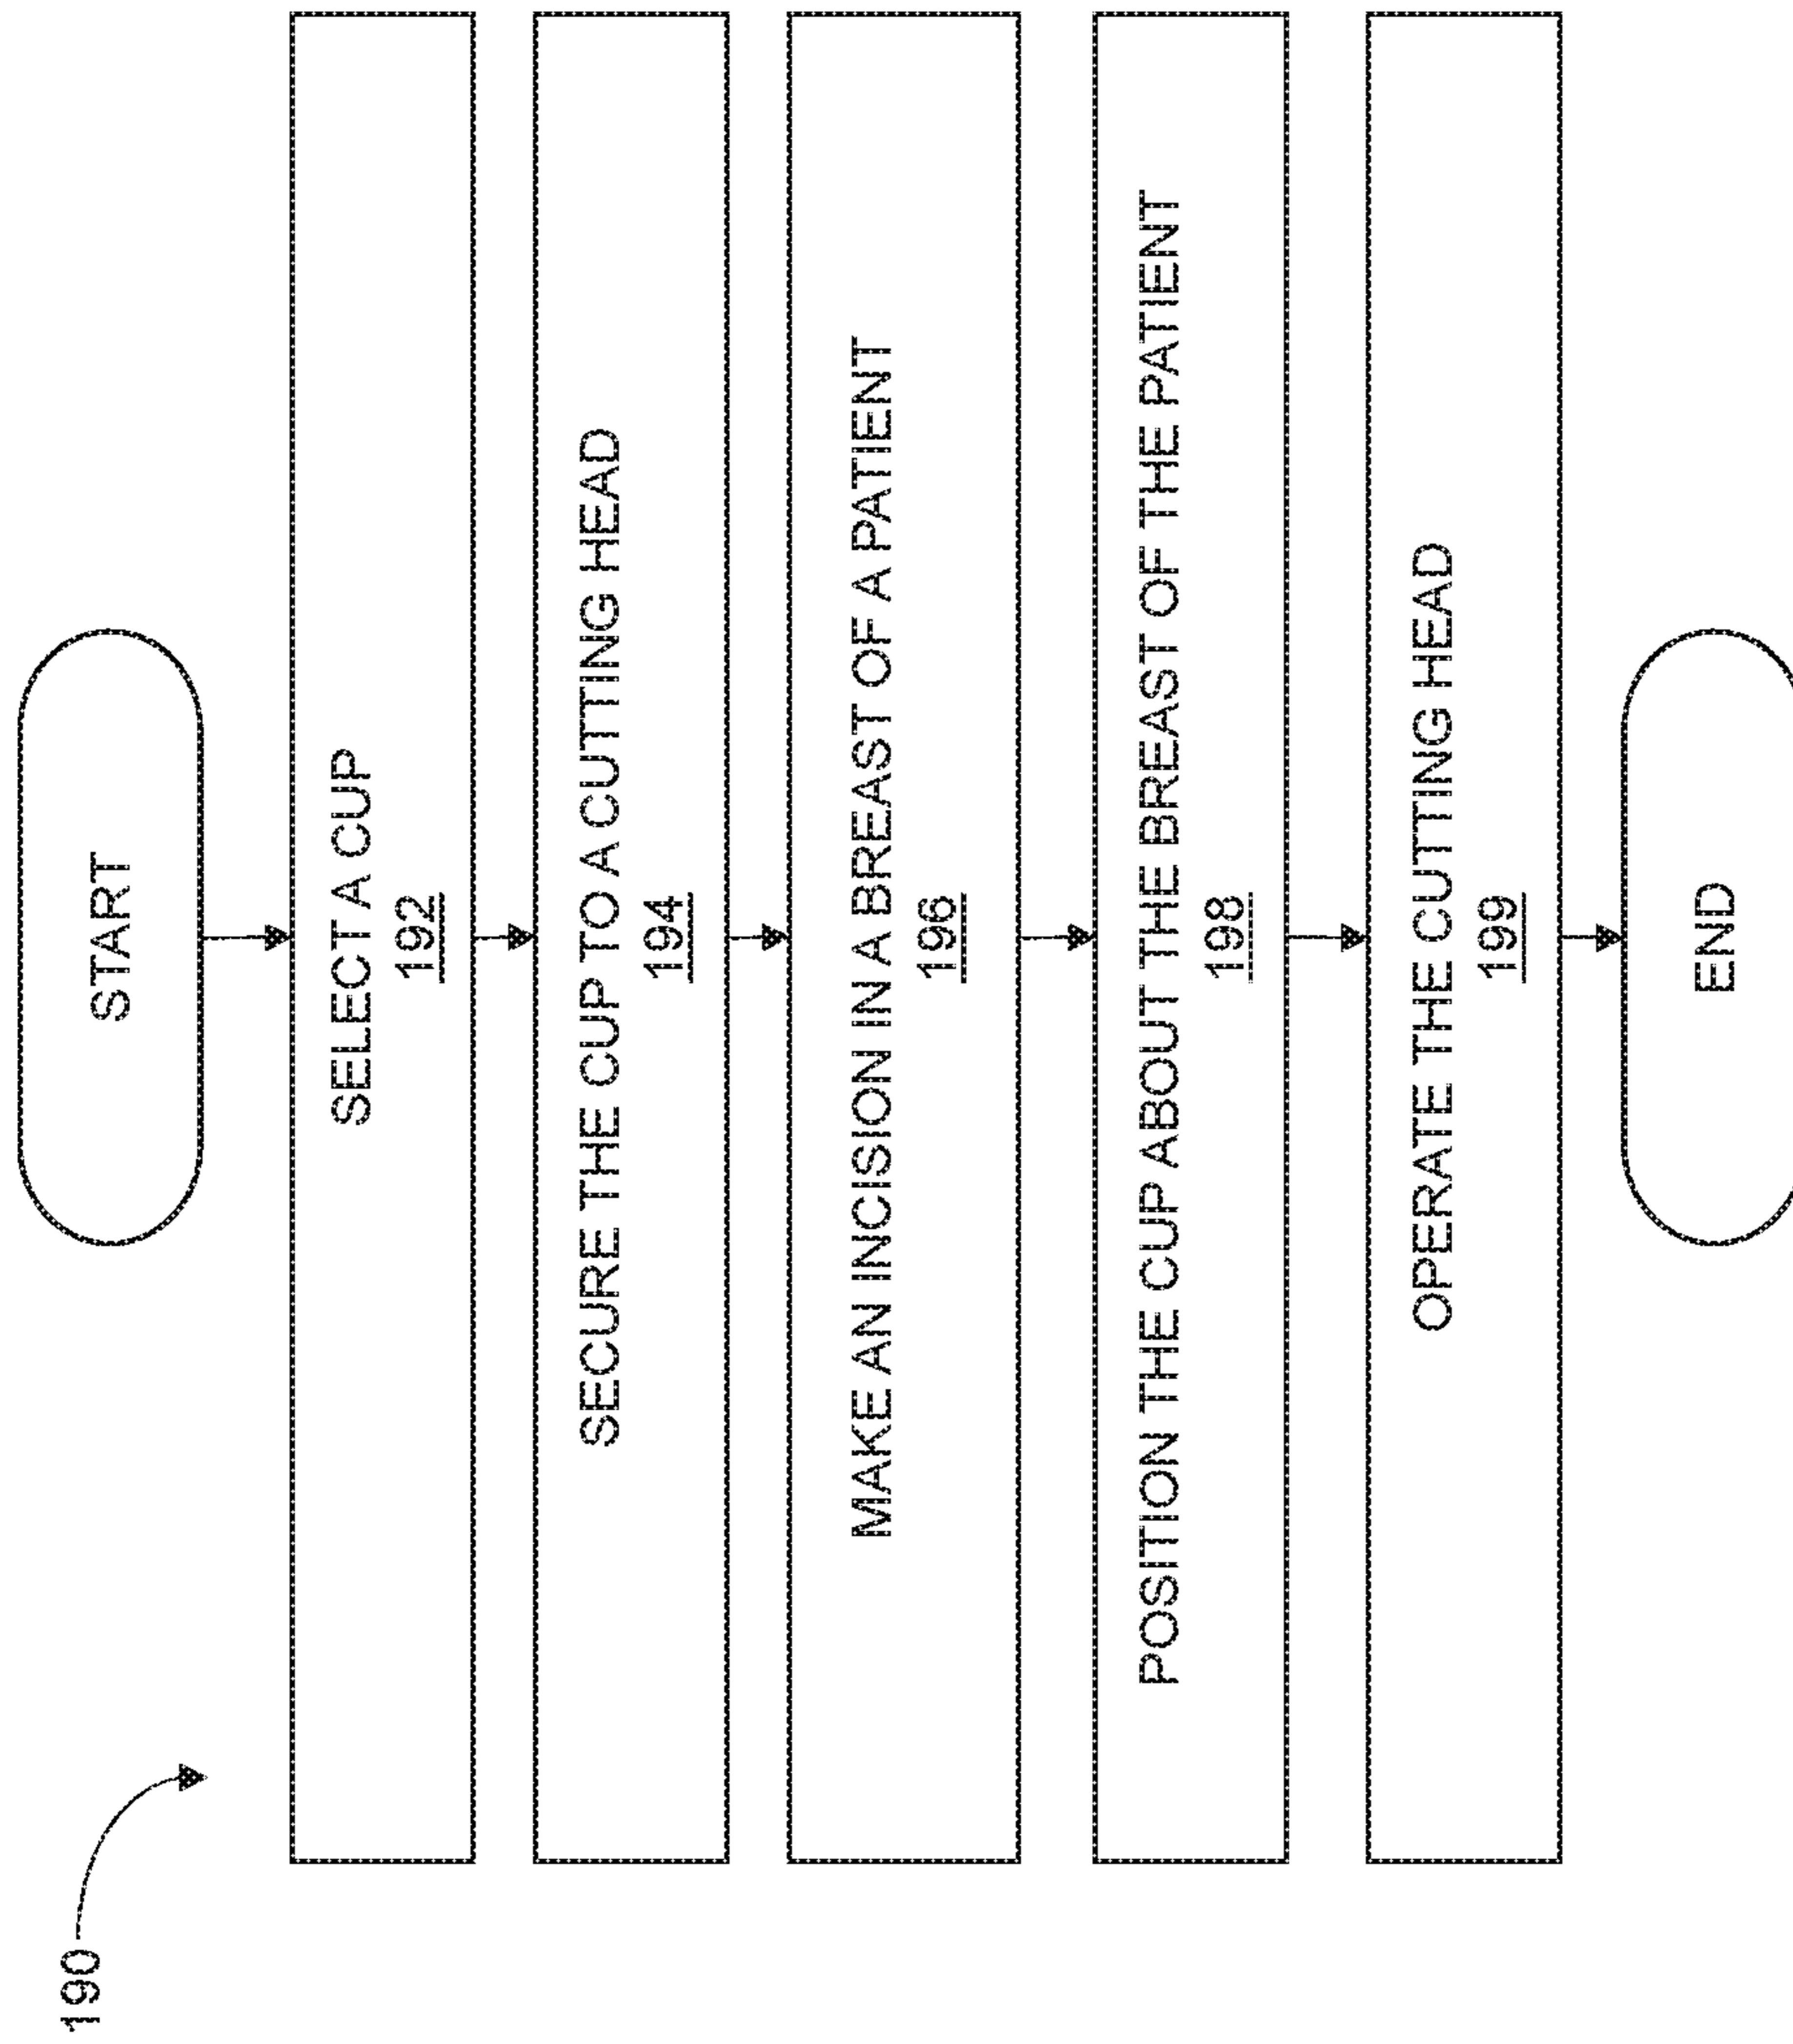 190
START
SELECT A CUP
192
SECURE THE CUP TO A CUTTING HEAD
194
MAKE AN INCISION IN A BREAST OF A PATIENT
196
POSITION THE CUP ABOUT THE BREAST OF THE PATIENT
198
OPERATE THE CUTTING HEAD
199
END